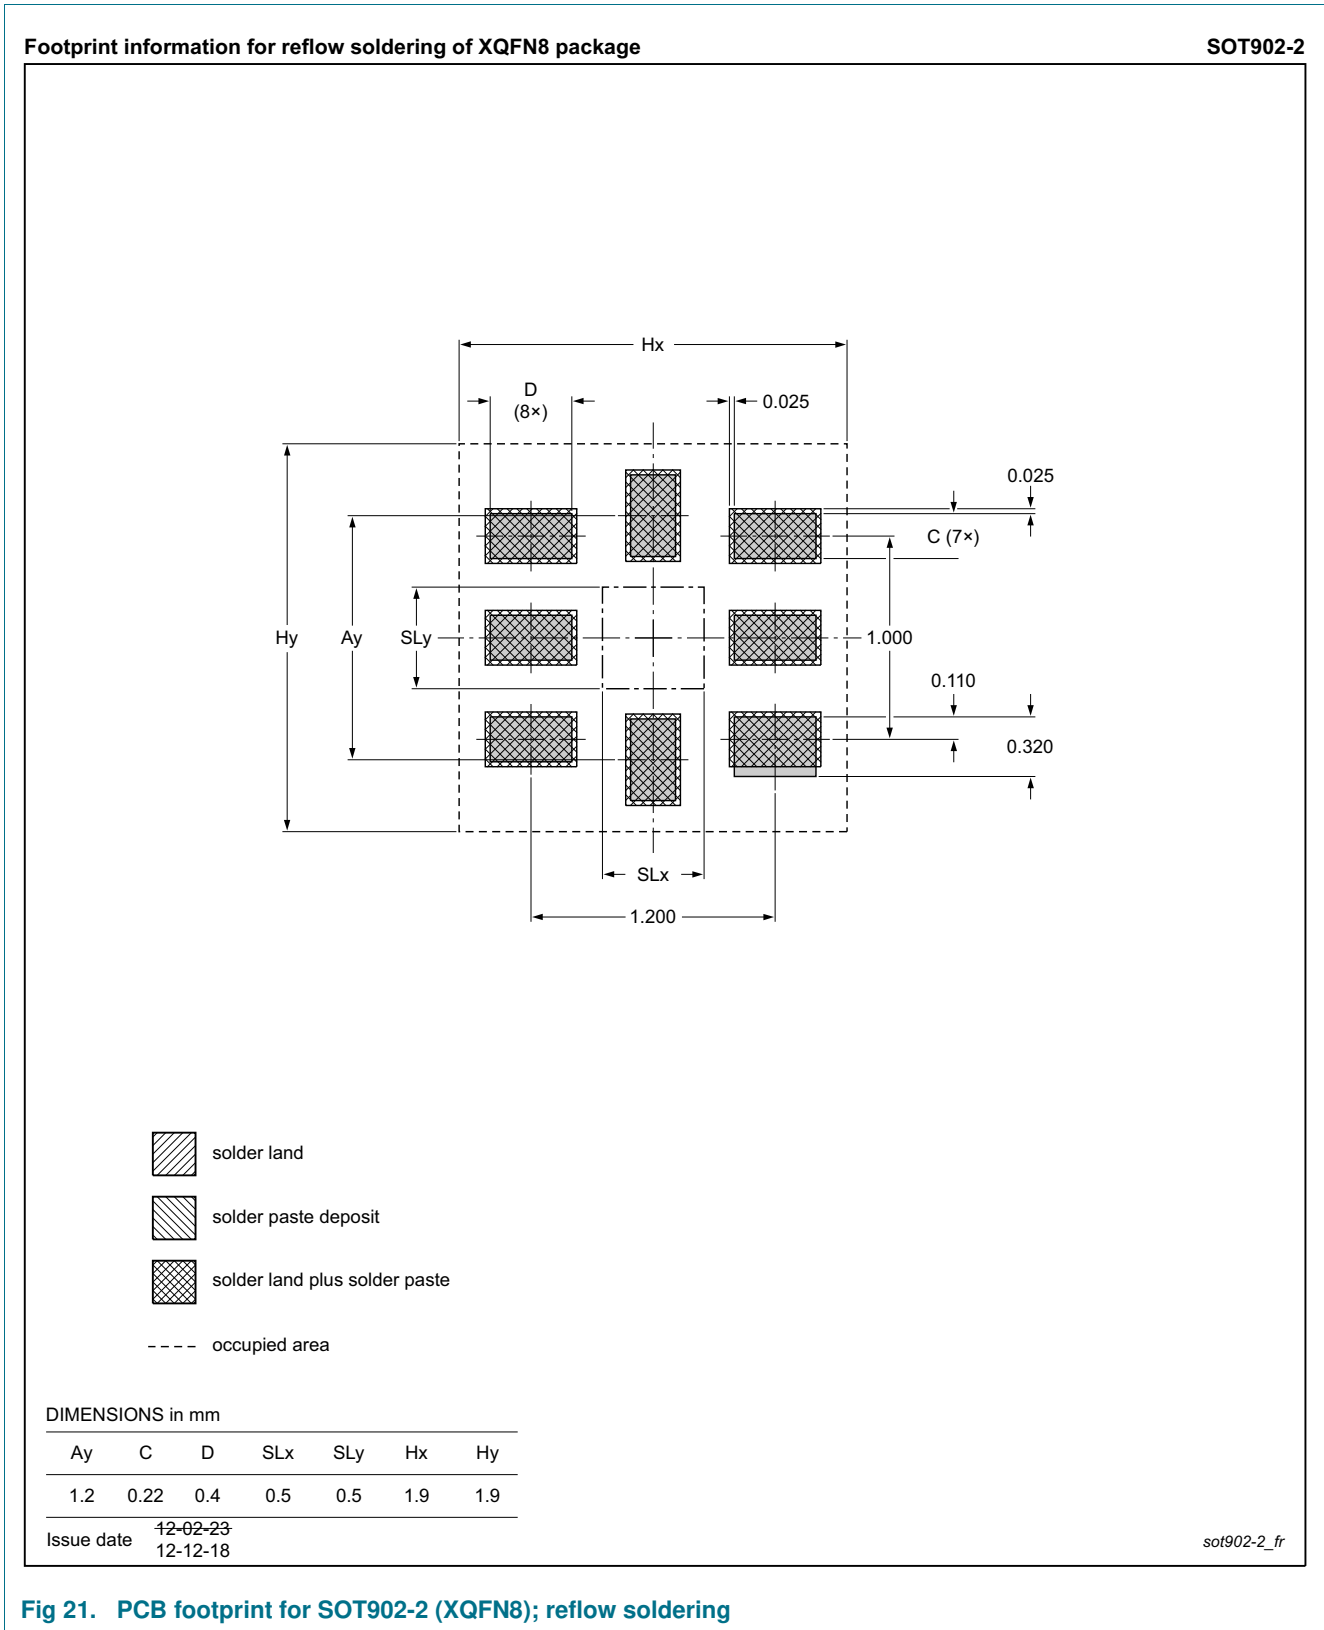 Footprint information for reflow soldering of XQFN8 package SOT902-2
Hx
D
(8×)
0.025
0.025
C (7×)
Hy Ay SLy 1.000
0.110
0.320
SLx
1.200
solder land
solder paste deposit
solder land plus solder paste
occupied area
DIMENSIONS in mm
Ay C D SLx SLy Hx Hy
1.2 0.22 0.4 0.5 0.5 1.9 1.9
Issue date 12-02-23
12-12-18
sot902-2_fr
Fig 21. PCB footprint for SOT902-2 (XQFN8); reflow soldering